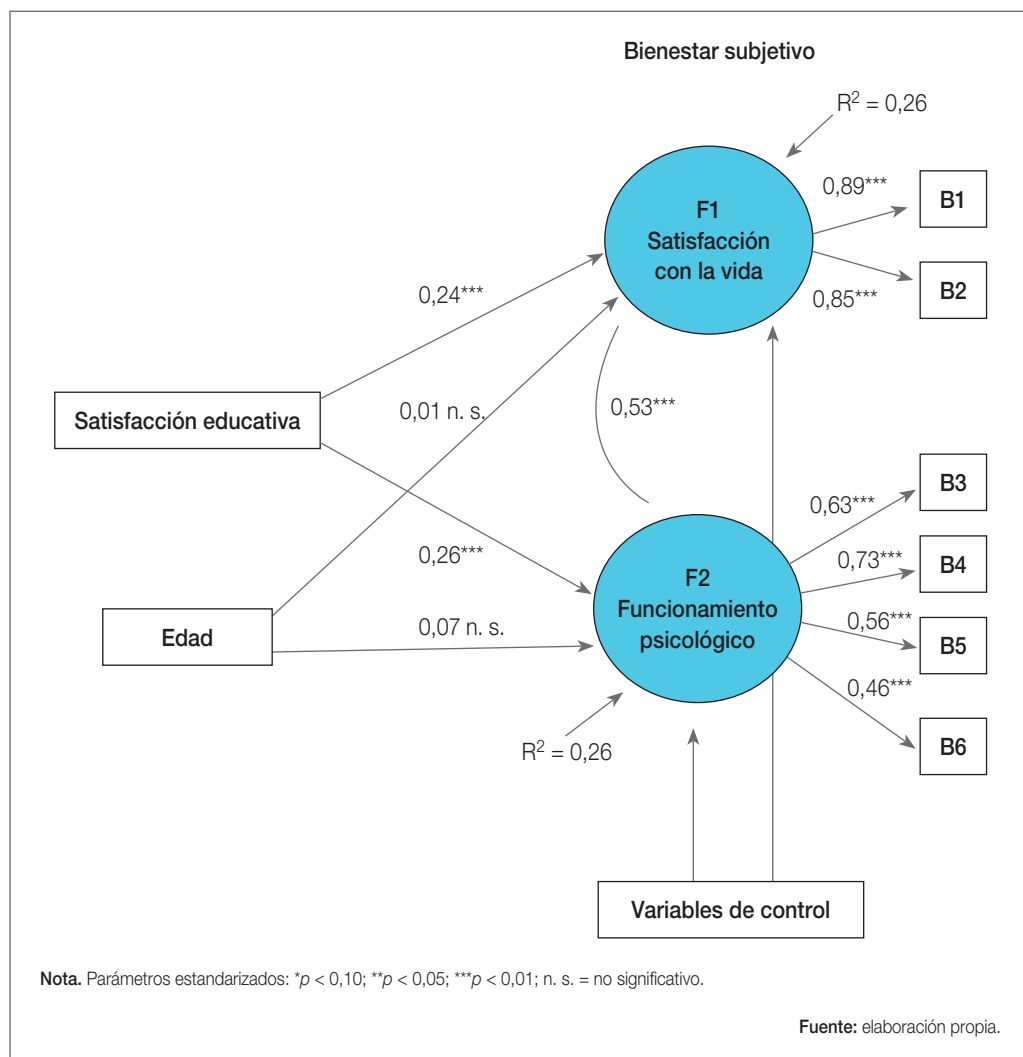 Bienestar subjetivo
R² = 0,26
0,89***
B1
F1
Satisfacción
con la vida
B2
0,85***
0,24***
Satisfacción educativa
0,01 n. s.
0,53***
B3
0,63***
0,73***
B4
0,26***
F2
Funcionamiento
psicológico
0,56***
B5
Edad
0,07 n. s.
0,46***
B6
R² = 0,26
Variables de control
Nota. Parámetros estandarizados: *p < 0,10; **p < 0,05; ***p < 0,01; n. s. = no significativo.
Fuente: elaboración propia.